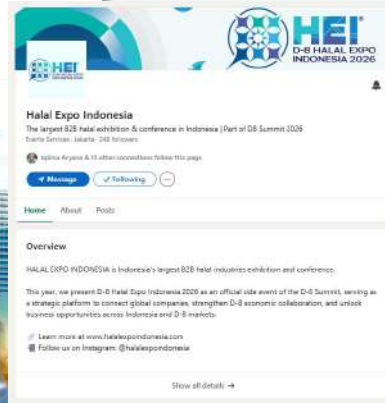 HEI
D-8 HALAL EXPO
INDONESIA 2026
HEI
Halal Expo Indonesia
The largest B2B halal exhibition & conference in Indonesia | Part of D8 Summit 2026
Events Services · Jakarta · 248 followers
Aryana & 13 other connections follow this page
Message
Following
Home About Posts
Overview
HALAL EXPO INDONESIA is Indonesia's largest B2B halal industries exhibition and conference.
This year, we present D-8 Halal Expo Indonesia 2026 as an official side event of the D-8 Summit, serving as
a strategic platform to connect global companies, strengthen D-8 economic collaboration, and unlock
business opportunities across Indonesia and D-8 markets.
Learn more at www.halalexpoindonesia.com
Follow us on Instagram: @halalexpoindonesia
Show all details →